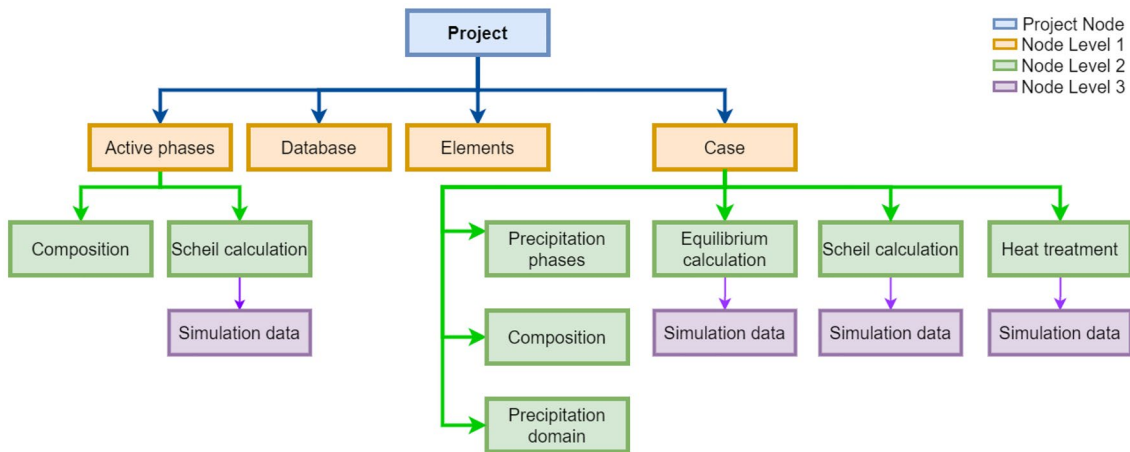 Project
Project Node
Node Level 1
Node Level 2
Node Level 3
Active phases
Database
Elements
Case
Composition
Scheil calculation
Precipitation
phases
Equilibrium
calculation
Scheil calculation
Heat treatment
Simulation data
Composition
Simulation data
Simulation data
Simulation data
Precipitation
domain